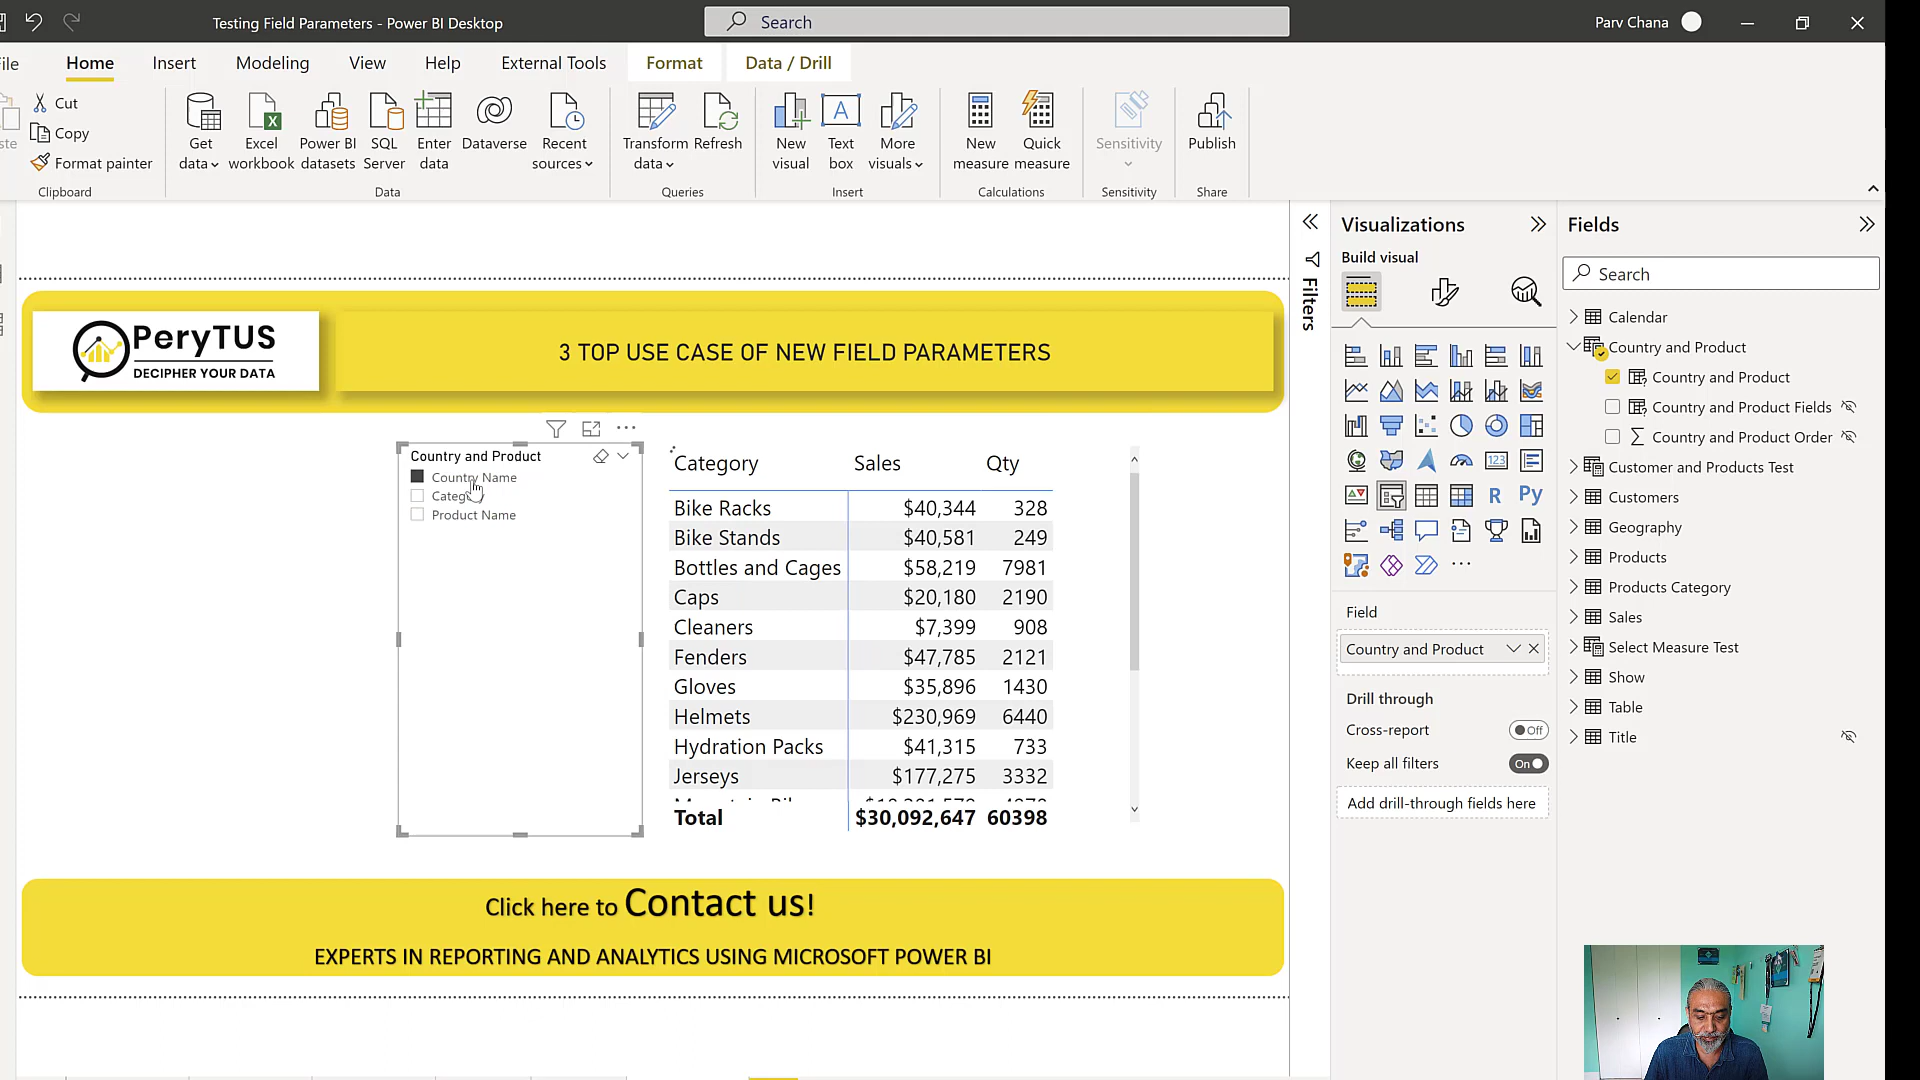 Testing Field Parameters - Power BI Desktop
Search
Parv Chana
Home
Insert
Modeling
View
Help
External Tools
Format
Data / Drill
Cut
Copy
Format painter
Clipboard
Get data
Excel workbook
Power BI datasets
SQL Server
Enter data
Dataverse
Recent sources
Data
Transform data
Refresh
Queries
New visual
Text box
More visuals
Insert
New measure
Quick measure
Calculations
Sensitivity
Sensitivity
Publish
Share
PeryTUS
DECIPHER YOUR DATA
3 TOP USE CASE OF NEW FIELD PARAMETERS
Country and Product
Country Name
Category
Product Name
Category Sales Qty
Bike Racks $40,344 328
Bike Stands $40,581 249
Bottles and Cages $58,219 7981
Caps $20,180 2190
Cleaners $7,399 908
Fenders $47,785 2121
Gloves $35,896 1430
Helmets $230,969 6440
Hydration Packs $41,315 733
Jerseys $177,275 3332
Total $30,092,647 60398
Click here to Contact us!
EXPERTS IN REPORTING AND ANALYTICS USING MICROSOFT POWER BI
Filters
Visualizations
Build visual
123
R
Py
Field
Country and Product
Drill through
Cross-report
Off
Keep all filters
On
Add drill-through fields here
Fields
Search
Calendar
Country and Product
Country and Product
Country and Product Fields
Country and Product Order
Customer and Products Test
Customers
Geography
Products
Products Category
Sales
Select Measure Test
Show
Table
Title